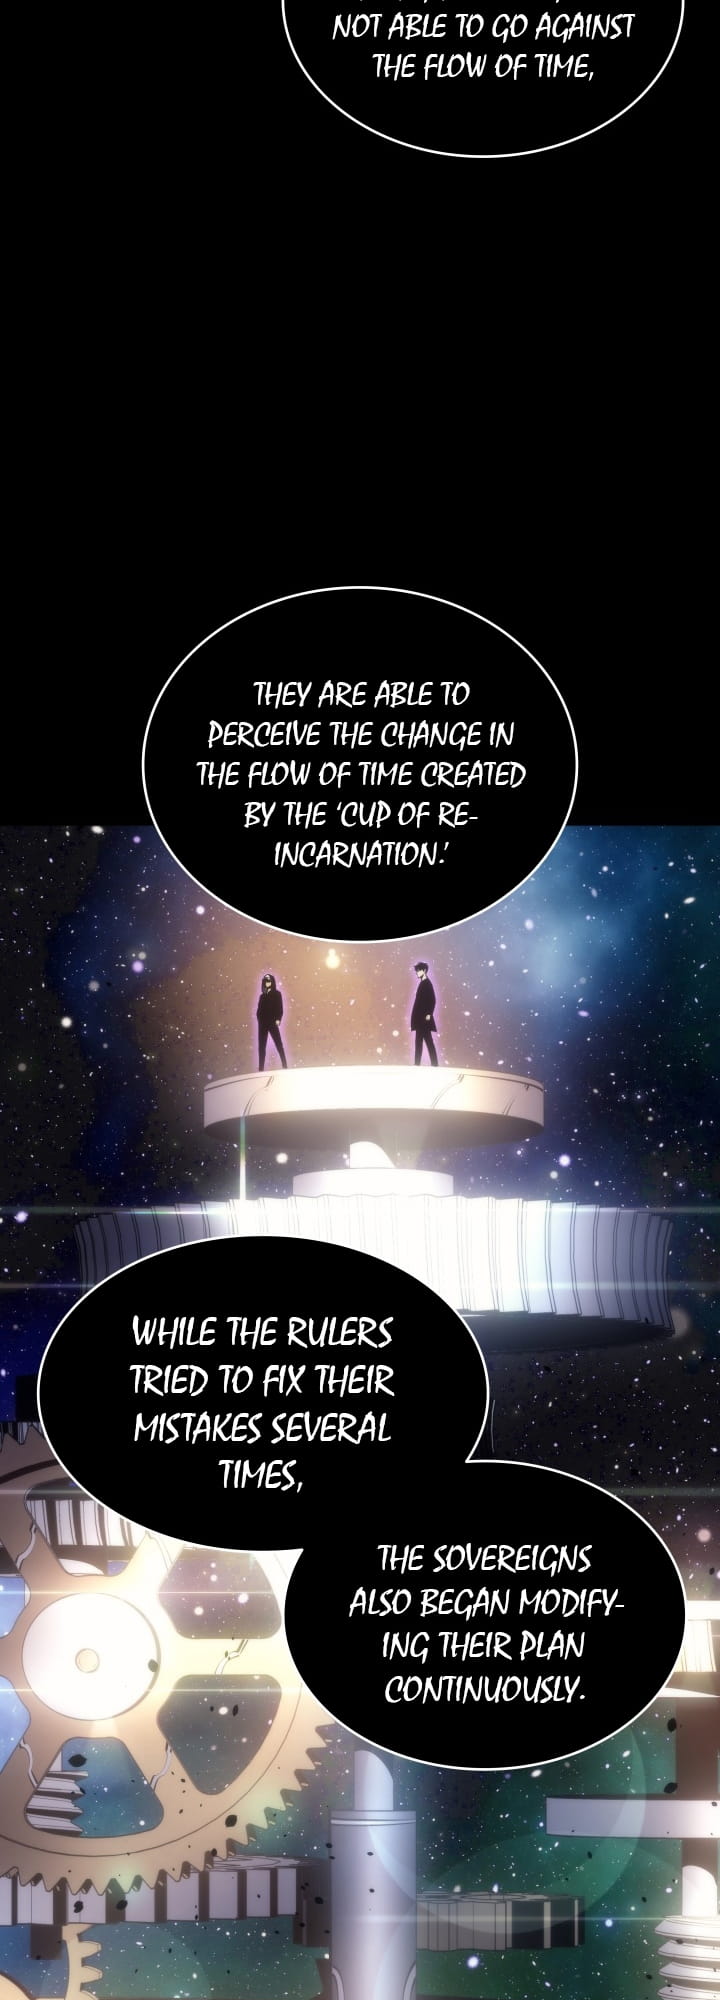 NOT ABLE TO GO AGAINST
THE FLOW OF TIME,
THEY ARE ABLE TO
PERCEIVE THE CHANGE IN
THE FLOW OF TIME CREATED
BY THE 'CUP OF RE-
INCARNATION.'
WHILE THE RULERS
TRIED TO FIX THEIR
MISTAKES SEVERAL
TIMES,
THE SOVEREIGNS
ALSO BEGAN MODIFY-
ING THEIR PLAN
CONTINUOUSLY.